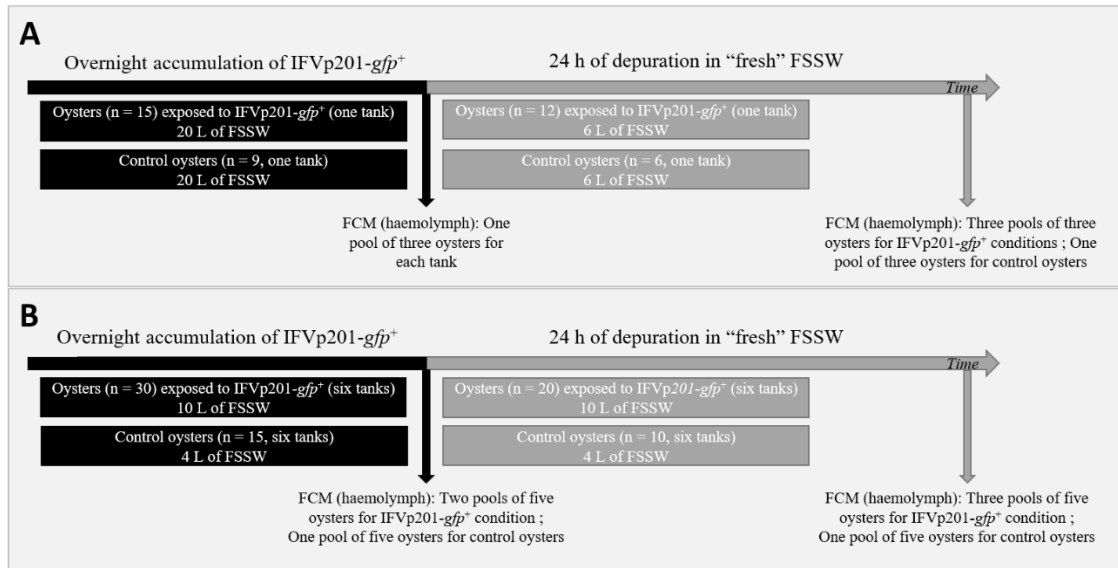 A
Overnight accumulation of IFVp201-gfp⁺
24 h of depuration in “fresh” FSSW
Time
Oysters (n = 15) exposed to IFVp201-gfp⁺ (one tank)
20 L of FSSW
Oysters (n = 12) exposed to IFVp201-gfp⁺ (one tank)
6 L of FSSW
Control oysters (n = 9, one tank)
20 L of FSSW
Control oysters (n = 6, one tank)
6 L of FSSW
FCM (haemolymph): One
pool of three oysters for
each tank
FCM (haemolymph): Three pools of three
oysters for IFVp201-gfp⁺ conditions ; One
pool of three oysters for control oysters
B
Overnight accumulation of IFVp201-gfp⁺
24 h of depuration in “fresh” FSSW
Time
Oysters (n = 30) exposed to IFVp201-gfp⁺ (six tanks)
10 L of FSSW
Oysters (n = 20) exposed to IFVp201-gfp⁺ (six tanks)
10 L of FSSW
Control oysters (n = 15, six tanks)
4 L of FSSW
Control oysters (n = 10, six tanks)
4 L of FSSW
FCM (haemolymph): Two pools of five
oysters for IFVp201-gfp⁺ condition ;
One pool of five oysters for control oysters
FCM (haemolymph): Three pools of five
oysters for IFVp201-gfp⁺ condition ;
One pool of five oysters for control oysters